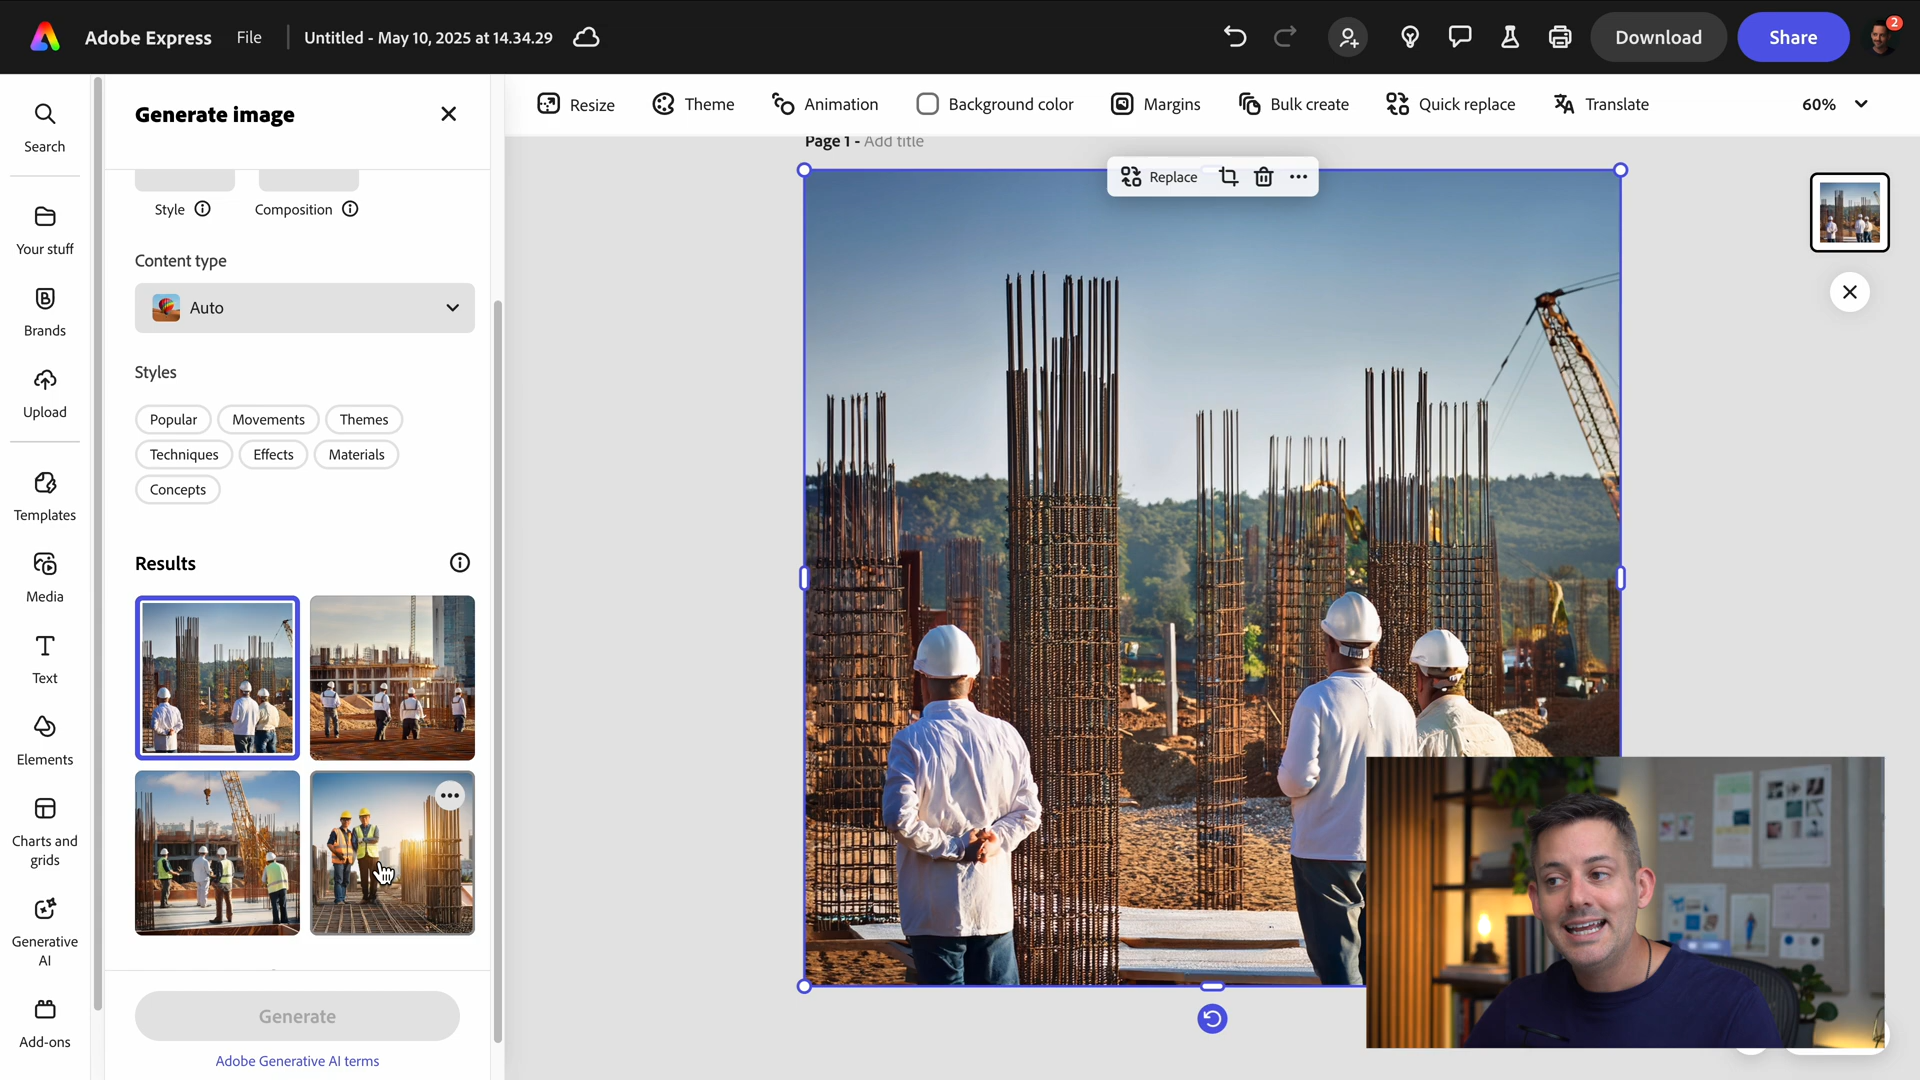 Adobe Express
File
Untitled - May 10, 2025 at 14.34.29
Download
Share
2
Search
Your stuff
Brands
Upload
Templates
Media
Text
Elements
Charts and
grids
Generative
AI
Add-ons
Generate image
Style
Composition
Content type
Auto
Styles
Popular
Movements
Themes
Techniques
Effects
Materials
Concepts
Results
Generate
Adobe Generative AI terms
Resize
Theme
Animation
Background color
Margins
Bulk create
Quick replace
Translate
60%
Page 1 - Add title
Replace